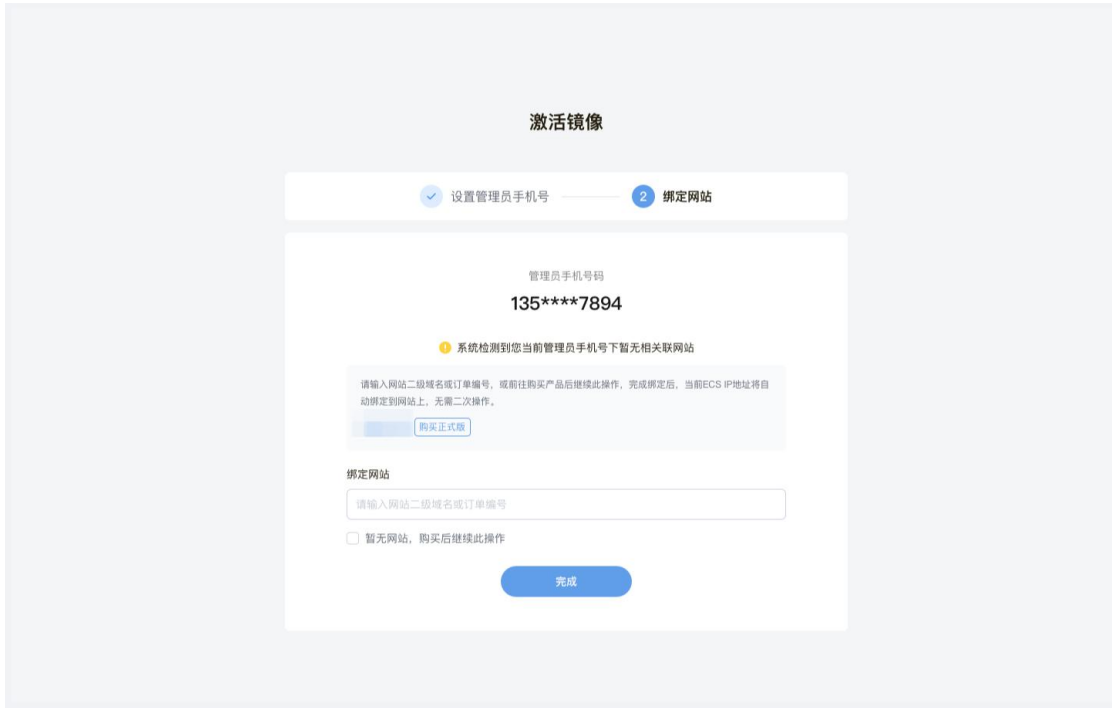 激活镜像
设置管理员手机号
2 绑定网站
管理员手机号码
135****7894
系统检测到您当前管理员手机号下暂无相关联网站
请输入网站二级域名或订单编号，或前往购买产品后继续此操作，完成绑定后，当前ECS IP地址将自
动绑定到网站上，无需二次操作。
购买正式版
绑定网站
请输入网站二级域名或订单编号
暂无网站，购买后继续此操作
完成